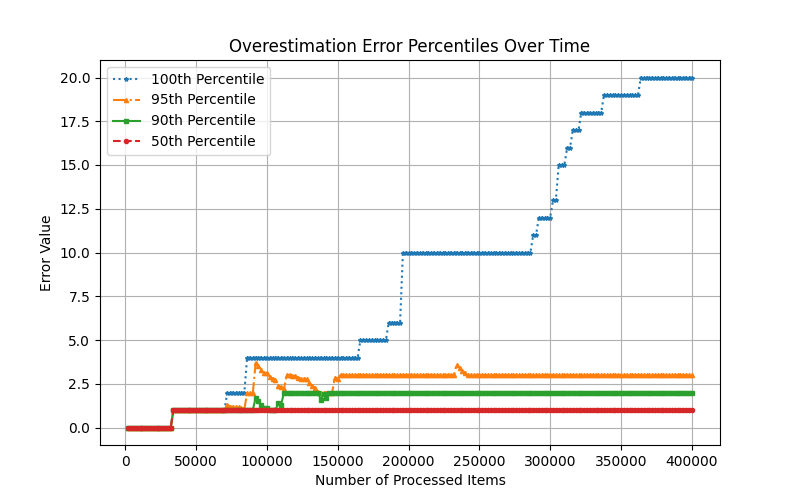 Overestimation Error Percentiles Over Time
100th Percentile
95th Percentile
90th Percentile
50th Percentile
Error Value
20.0
17.5
15.0
12.5
10.0
7.5
5.0
2.5
0.0
0 50000 100000 150000 200000 250000 300000 350000 400000
Number of Processed Items